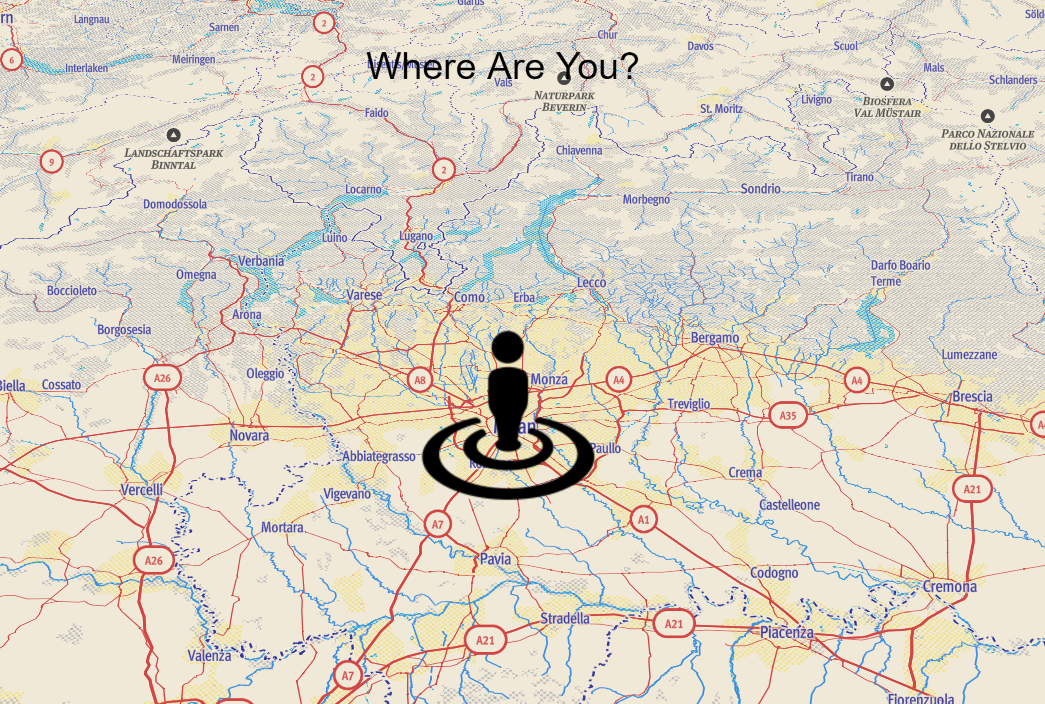 Glarus
Langnau
2
Sarnen
Söld
Where Are You?
Chur
Davos
Scuol
6
Interlaken
Meiringen
2
Vals
Mals
Schlanders
NATURPARK
BEVERIN
Livigno
BIOSFERA
VAL MÜSTAIR
St. Moritz
Faido
PARCO NAZIONALE
DELLO STELVIO
LANDSCHAFTSPARK
BINNTAL
Chiavenna
9
2
Tirano
Locarno
Sondrio
Morbegno
Domodossola
Luino
Lugano
Verbania
Omegna
Darfo Boario
Terme
Boccioleto
Varese
Como
Erba
Lecco
Arona
Borgosesia
Bergamo
Lumezzane
Oleggio
A26
A8
Monza
A4
A4
Biella
Cossato
Brescia
Treviglio
A35
Novara
Abbiategrasso
Paullo
Crema
Vercelli
Vigevano
A21
Castelleone
Mortara
A7
A1
A26
Pavia
Codogno
Cremona
Stradella
A21
Piacenza
A21
Valenza
A7
Fiorenzuola